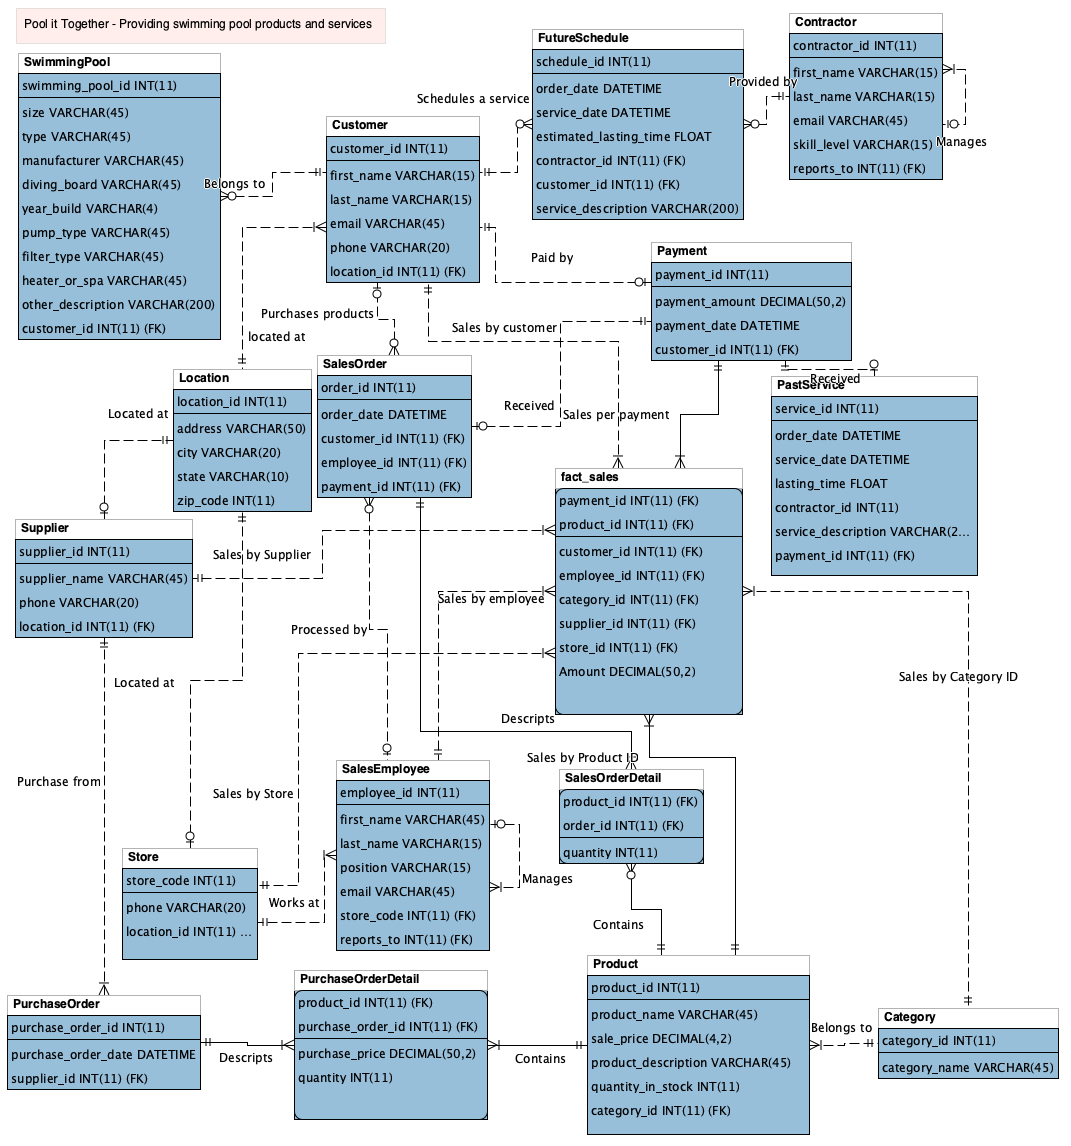 Pool it Together - Providing swimming pool products and services
SwimmingPool
swimming_pool_id INT(11)
size VARCHAR(45)
type VARCHAR(45)
manufacturer VARCHAR(45)
diving_board VARCHAR(45)
year_build VARCHAR(4)
pump_type VARCHAR(45)
filter_type VARCHAR(45)
heater_or_spa VARCHAR(45)
other_description VARCHAR(200)
customer_id INT(11) (FK)
Belongs to
Customer
customer_id INT(11)
first_name VARCHAR(15)
last_name VARCHAR(15)
email VARCHAR(45)
phone VARCHAR(20)
location_id INT(11) (FK)
Schedules a service
FutureSchedule
schedule_id INT(11)
order_date DATETIME
service_date DATETIME
estimated_lasting_time FLOAT
contractor_id INT(11) (FK)
customer_id INT(11) (FK)
service_description VARCHAR(200)
Provided by
Contractor
contractor_id INT(11)
first_name VARCHAR(15)
last_name VARCHAR(15)
email VARCHAR(45)
skill_level VARCHAR(15)
reports_to INT(11) (FK)
Manages
Paid by
Payment
payment_id INT(11)
payment_amount DECIMAL(50,2)
payment_date DATETIME
customer_id INT(11) (FK)
Purchases products
Sales by customer
located at
Location
location_id INT(11)
address VARCHAR(50)
city VARCHAR(20)
state VARCHAR(10)
zip_code INT(11)
Located at
SalesOrder
order_id INT(11)
order_date DATETIME
customer_id INT(11) (FK)
employee_id INT(11) (FK)
payment_id INT(11) (FK)
Received
Sales per payment
Received
PastService
service_id INT(11)
order_date DATETIME
service_date DATETIME
lasting_time FLOAT
contractor_id INT(11)
service_description VARCHAR(2...
payment_id INT(11) (FK)
fact_sales
payment_id INT(11) (FK)
product_id INT(11) (FK)
customer_id INT(11) (FK)
employee_id INT(11) (FK)
category_id INT(11) (FK)
supplier_id INT(11) (FK)
store_id INT(11) (FK)
Amount DECIMAL(50,2)
Supplier
supplier_id INT(11)
supplier_name VARCHAR(45)
phone VARCHAR(20)
location_id INT(11) (FK)
Sales by Supplier
Sales by employee
Processed by
Located at
Sales by Category ID
Descripts
Sales by Product ID
Purchase from
Sales by Store
SalesEmployee
employee_id INT(11)
first_name VARCHAR(45)
last_name VARCHAR(15)
position VARCHAR(15)
email VARCHAR(45)
store_code INT(11) (FK)
reports_to INT(11) (FK)
Manages
SalesOrderDetail
product_id INT(11) (FK)
order_id INT(11) (FK)
quantity INT(11)
Store
store_code INT(11)
phone VARCHAR(20)
location_id INT(11) ...
Works at
Contains
PurchaseOrder
purchase_order_id INT(11)
purchase_order_date DATETIME
supplier_id INT(11) (FK)
Descripts
PurchaseOrderDetail
product_id INT(11) (FK)
purchase_order_id INT(11) (FK)
purchase_price DECIMAL(50,2)
quantity INT(11)
Contains
Product
product_id INT(11)
product_name VARCHAR(45)
sale_price DECIMAL(4,2)
product_description VARCHAR(45)
quantity_in_stock INT(11)
category_id INT(11) (FK)
Belongs to
Category
category_id INT(11)
category_name VARCHAR(45)